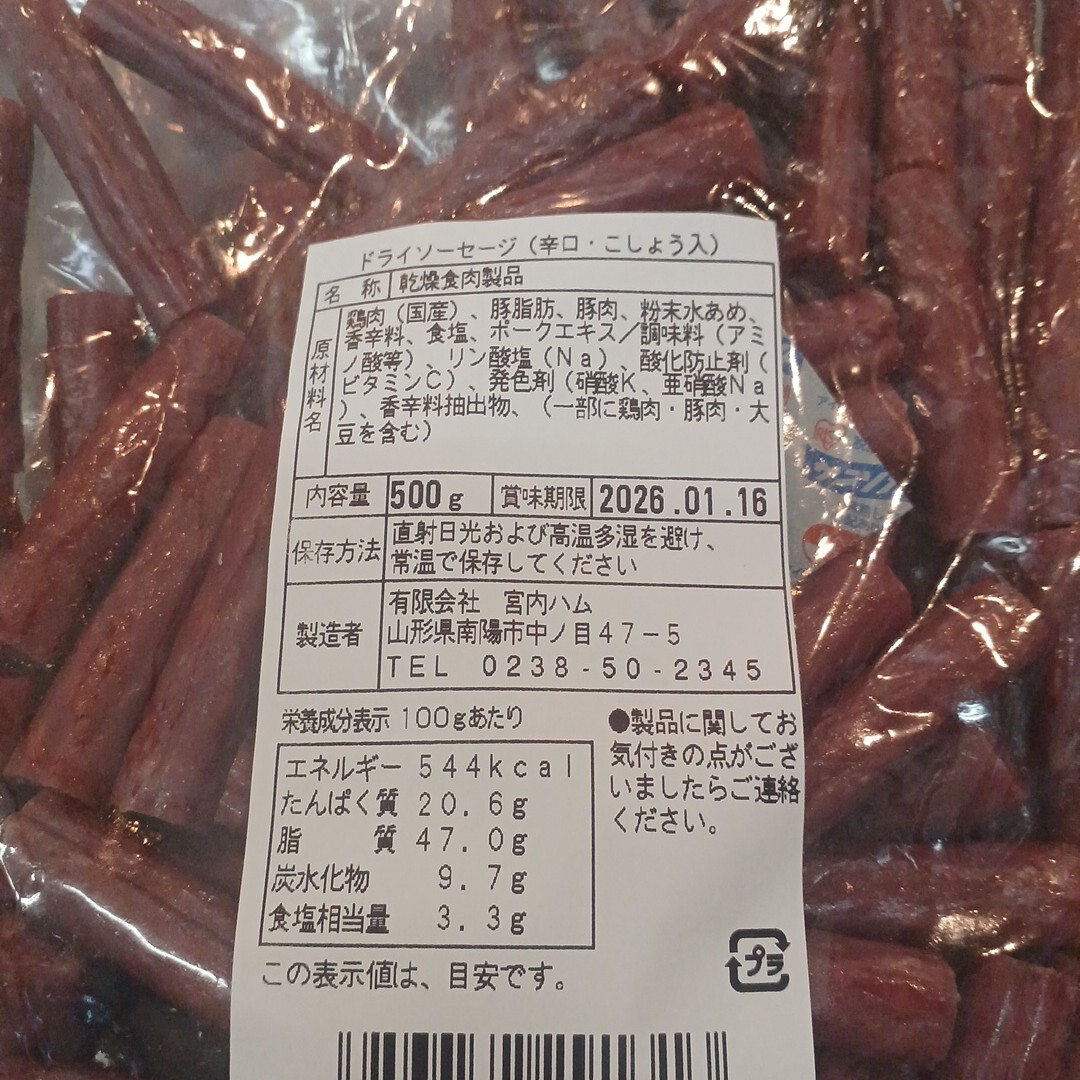 ドライソーセージ（辛口・こしょう入）
名 称 乾燥食肉製品
原材料名
鶏肉（国産）、豚脂肪、豚肉、粉末水あめ、
香辛料、食塩、ポークエキス／調味料（アミ
ノ酸等）、リン酸塩（Ｎａ）、酸化防止剤（
ビタミンＣ）、発色剤（硝酸Ｋ、亜硝酸Ｎａ
）、香辛料抽出物、（一部に鶏肉・豚肉・大
豆を含む）
内容量 500g 賞味期限 2026.01.16
保存方法
直射日光および高温多湿を避け、
常温で保存してください
製造者
有限会社 宮内ハム
山形県南陽市中ノ目４７－５
ＴＥＬ ０２３８-５０-２３４５
栄養成分表示 100gあたり
エネルギー ５４４ｋｃａｌ
たんぱく質 ２０.６ｇ
脂 質 ４７.０ｇ
炭水化物 ９.７ｇ
食塩相当量 ３.３ｇ
この表示値は、目安です。
●製品に関してお
気付きの点がござ
いましたらご連絡
ください。
プラ